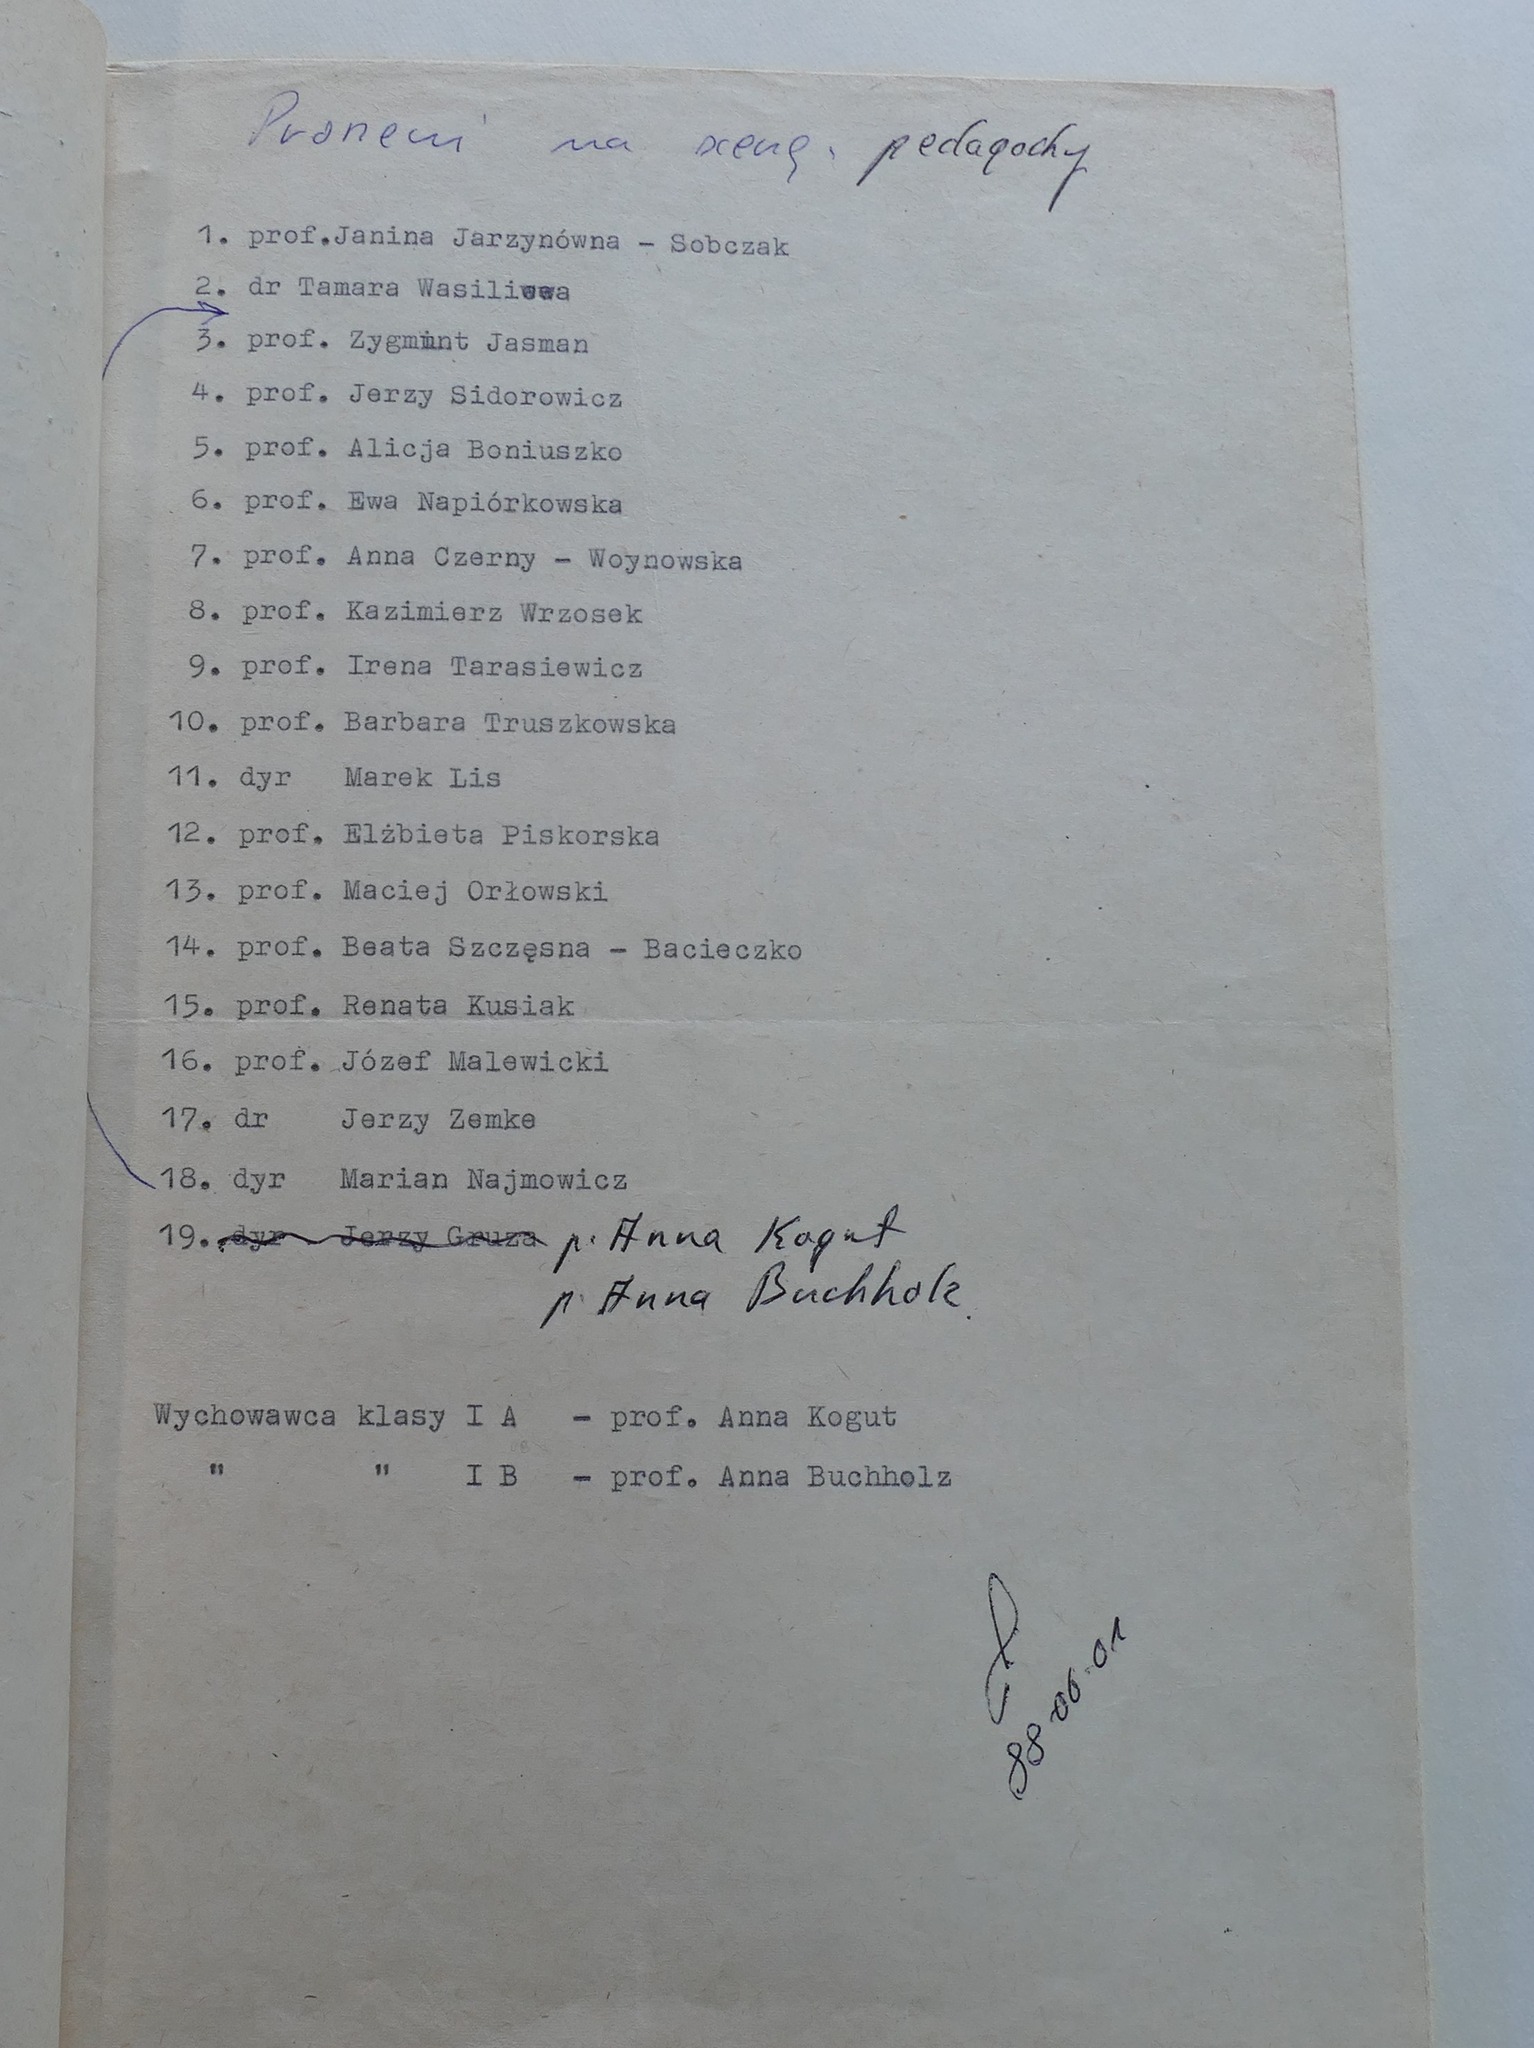 Proneni na scenę. pedagodzy
1. prof.Janina Jarzynówna - Sobczak
2. dr Tamara Wasiliewa
3. prof. Zygmunt Jasman
4. prof. Jerzy Sidorowicz
5. prof. Alicja Boniuszko
6. prof. Ewa Napiórkowska
7. prof. Anna Czerny - Woynowska
8. prof. Kazimierz Wrzosek
9. prof. Irena Tarasiewicz
10. prof. Barbara Truszkowska
11. dyr Marek Lis
12. prof. Elżbieta Piskorska
13. prof. Maciej Orłowski
14. prof. Beata Szczęsna - Bacieczko
15. prof. Renata Kusiak
16. prof. Józef Malewicki
17. dr Jerzy Zemke
18. dyr Marian Najmowicz
19. dyr Jerzy Gruza p. Anna Kogut
p. Anna Buchholz.
Wychowawca klasy I A - prof. Anna Kogut
" " I B - prof. Anna Buchholz
88-06-01